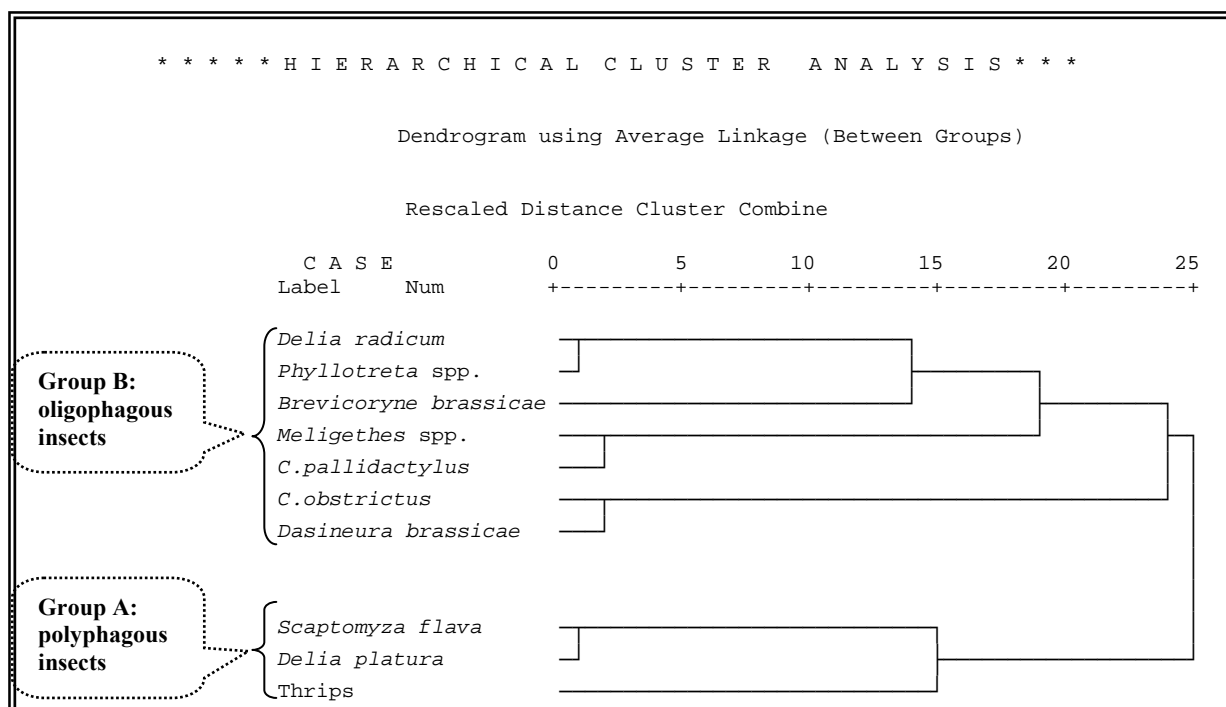 * * * * * H I E R A R C H I C A L  C L U S T E R   A N A L Y S I S * * *
Dendrogram using Average Linkage (Between Groups)
Rescaled Distance Cluster Combine
C A S E 0 5 10 15 20 25
Label Num +---------+---------+---------+---------+---------+
Group B:
oligophagous
insects
Delia radicum
Phyllotreta spp.
Brevicoryne brassicae
Meligethes spp.
C.pallidactylus
C.obstrictus
Dasineura brassicae
Group A:
polyphagous
insects
Scaptomyza flava
Delia platura
Thrips